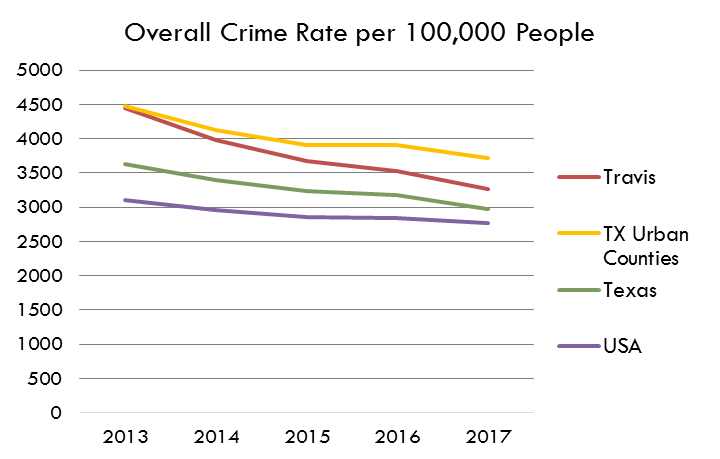 Overall Crime Rate per 100,000 People
5000
4500
4000
3500
3000
2500
2000
1500
1000
500
0
2013 2014 2015 2016 2017
Travis
TX Urban
Counties
Texas
USA